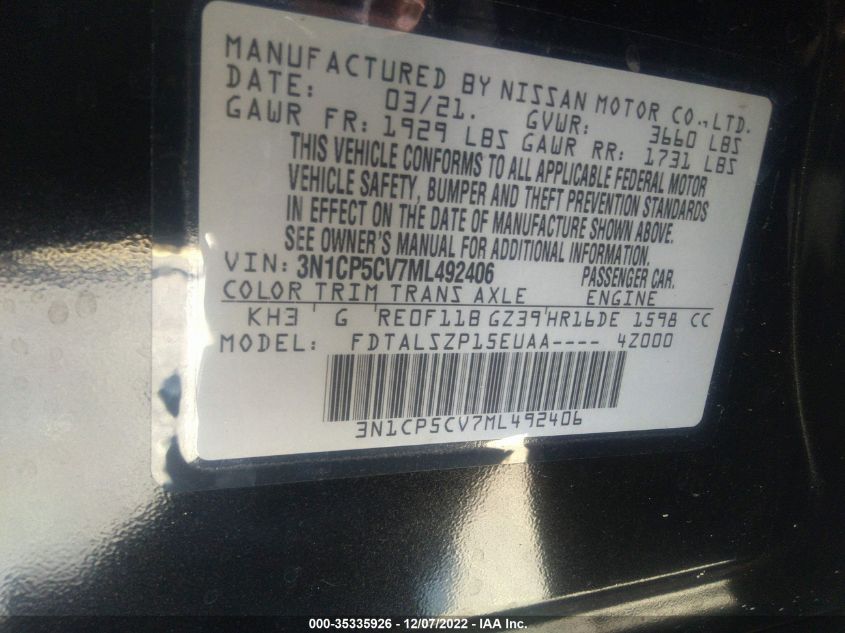 MANUFACTURED BY NISSAN MOTOR CO.,LTD.
DATE: 03/21. GVWR: 3660 LBS
GAWR FR: 1929 LBS GAWR RR: 1731 LBS
THIS VEHICLE CONFORMS TO ALL APPLICABLE FEDERAL MOTOR
VEHICLE SAFETY, BUMPER AND THEFT PREVENTION STANDARDS
IN EFFECT ON THE DATE OF MANUFACTURE SHOWN ABOVE.
SEE OWNER'S MANUAL FOR ADDITIONAL INFORMATION.
VIN: 3N1CP5CV7ML492406 PASSENGER CAR.
COLOR TRIM TRANS AXLE ENGINE
KH3 G RE0F11B GZ39 HR16DE 1598 CC
MODEL: FDTALSZP15EUAA---- 4Z000
3N1CP5CV7ML492406
000-35335926 - 12/07/2022 - IAA Inc.